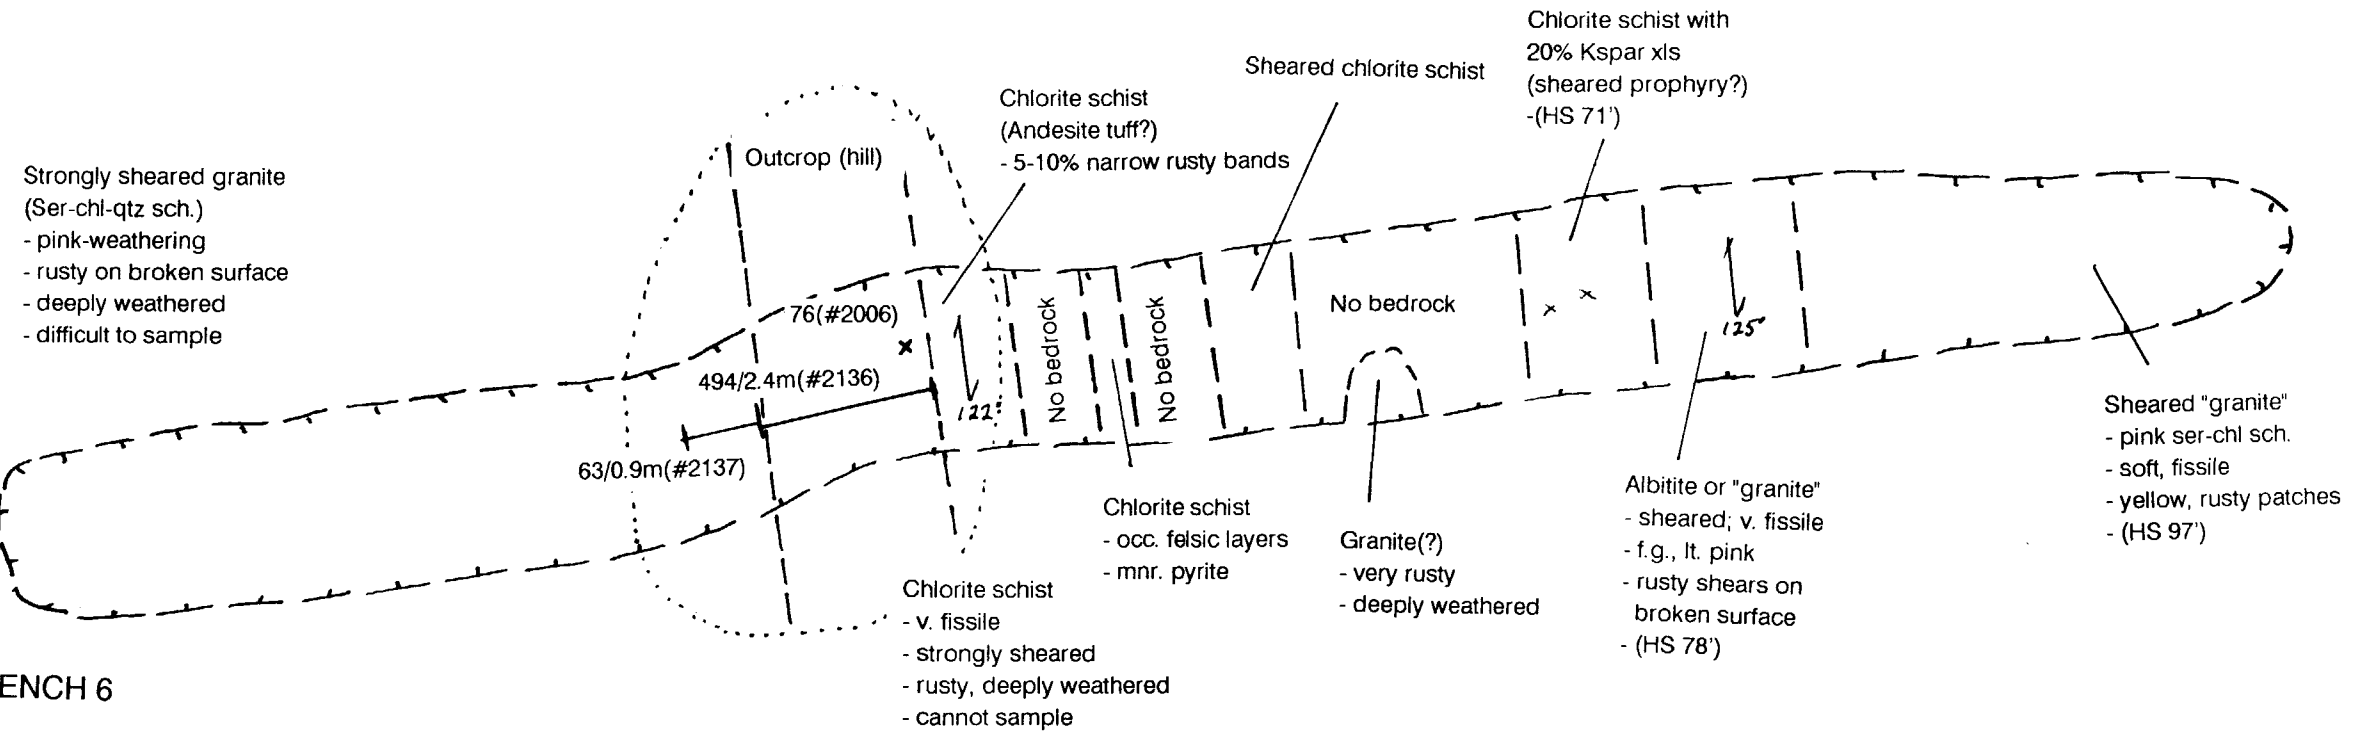 Chlorite schist with
20% Kspar xls
(sheared prophyry?)
-(HS 71')
Sheared chlorite schist
Chlorite schist
(Andesite tuff?)
- 5-10% narrow rusty bands
Outcrop (hill)
Strongly sheared granite
(Ser-chl-qtz sch.)
- pink-weathering
- rusty on broken surface
- deeply weathered
- difficult to sample
76(#2006)
494/2.4m(#2136)
63/0.9m(#2137)
122°
No bedrock
No bedrock
No bedrock
125°
Chlorite schist
- v. fissile
- strongly sheared
- rusty, deeply weathered
- cannot sample
Chlorite schist
- occ. felsic layers
- mnr. pyrite
Granite(?)
- very rusty
- deeply weathered
Albitite or "granite"
- sheared; v. fissile
- f.g., lt. pink
- rusty shears on
broken surface
- (HS 78')
Sheared "granite"
- pink ser-chl sch.
- soft, fissile
- yellow, rusty patches
- (HS 97')
ENCH 6